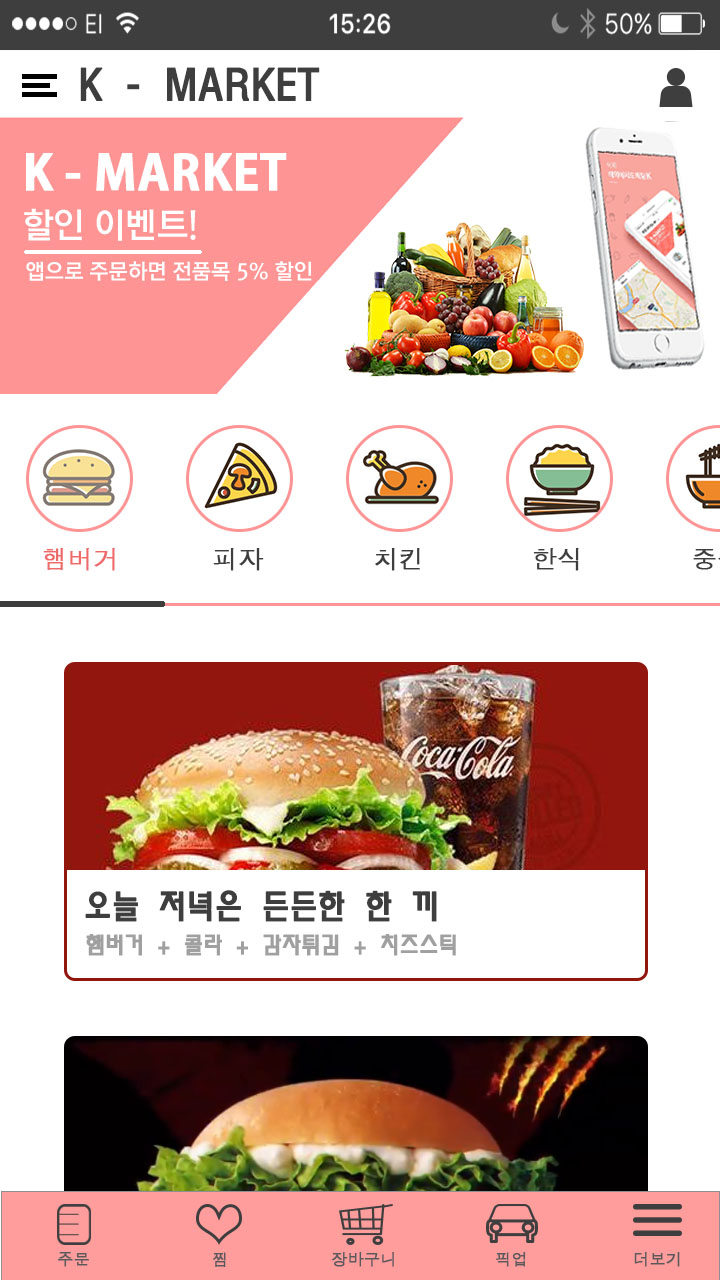 EI
15:26
50%
K - MARKET
K - MARKET
할인 이벤트!
앱으로 주문하면 전품목 5% 할인
햄버거
피자
치킨
한식
Coca-Cola
오늘 저녁은 든든한 한 끼
햄버거 + 콜라 + 감자튀김 + 치즈스틱
주문
찜
장바구니
픽업
더보기